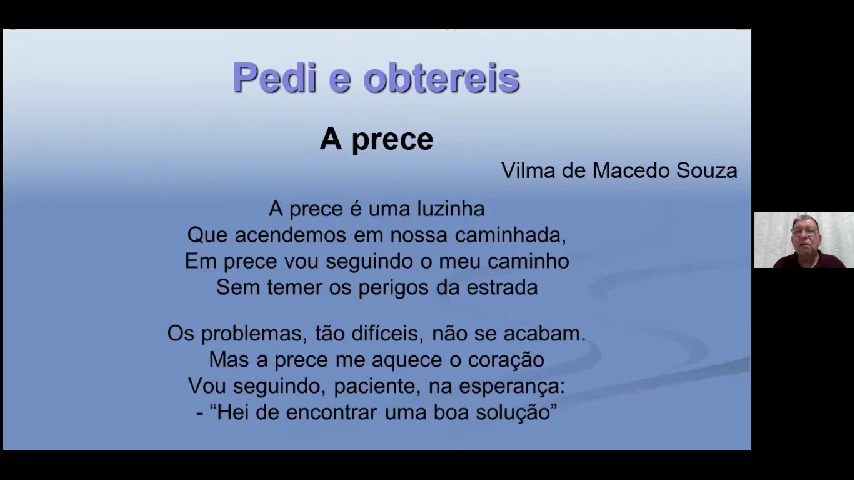 Pedi e obtereis
A prece
Vilma de Macedo Souza
A prece é uma luzinha
Que acendemos em nossa caminhada,
Em prece vou seguindo o meu caminho
Sem temer os perigos da estrada
Os problemas, tão difíceis, não se acabam.
Mas a prece me aquece o coração
Vou seguindo, paciente, na esperança:
- “Hei de encontrar uma boa solução”